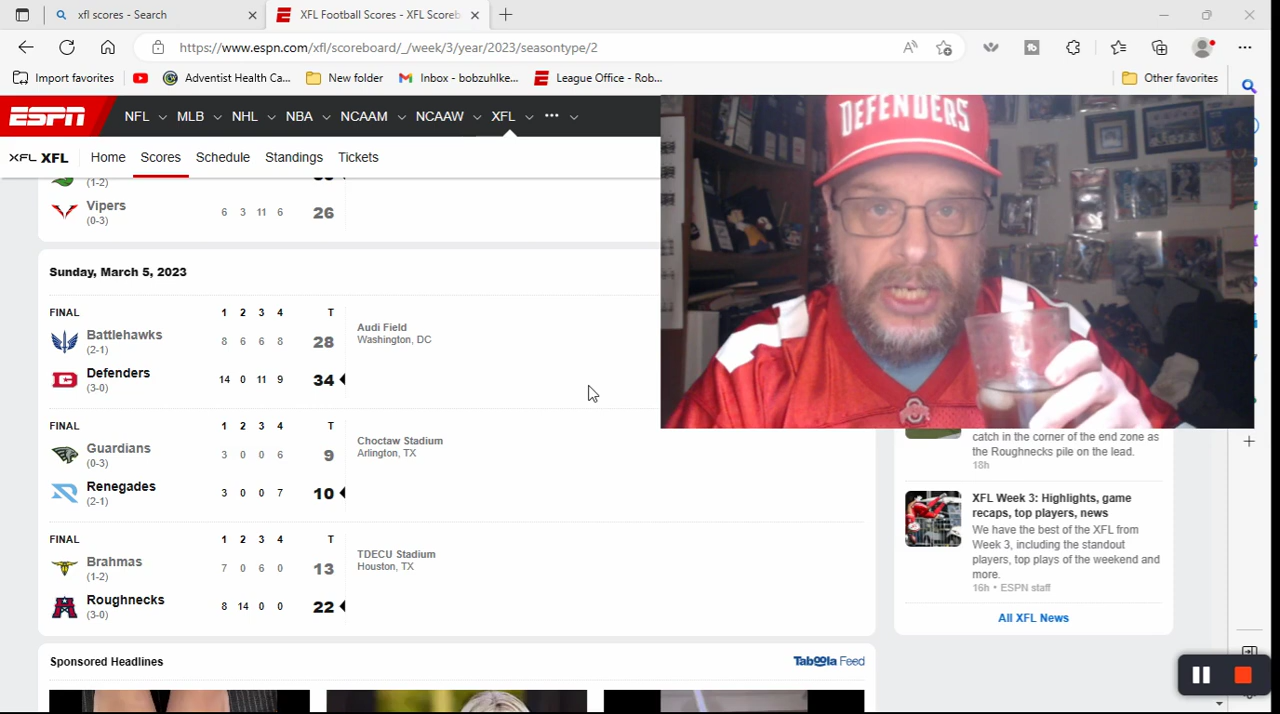 xfl scores - Search
XFL Football Scores - XFL Scoreb
https://www.espn.com/xfl/scoreboard/_/week/3/year/2023/seasontype/2
Import favorites
Adventist Health Ca...
New folder
Inbox - bobzuhlke...
League Office - Rob...
Other favorites
ESPN
NFL
MLB
NHL
NBA
NCAAM
NCAAW
XFL
XFL XFL
Home
Scores
Schedule
Standings
Tickets
DEFENDERS
(1-2)
Vipers
6 3 11 6 26
(0-3)
Sunday, March 5, 2023
FINAL 1 2 3 4 T
Audi Field
Washington, DC
Battlehawks
8 6 6 8 28
(2-1)
Defenders
14 0 11 9 34
(3-0)
FINAL 1 2 3 4 T
Choctaw Stadium
Arlington, TX
Guardians
3 0 0 6 9
(0-3)
Renegades
3 0 0 7 10
(2-1)
FINAL 1 2 3 4 T
TDECU Stadium
Houston, TX
Brahmas
7 0 6 0 13
(1-2)
Roughnecks
8 14 0 0 22
(3-0)
catch in the corner of the end zone as
the Roughnecks pile on the lead.
18h
XFL Week 3: Highlights, game
recaps, top players, news
We have the best of the XFL from
Week 3, including the standout
players, top plays of the weekend and
more.
16h • ESPN staff
All XFL News
Sponsored Headlines
Taboola Feed